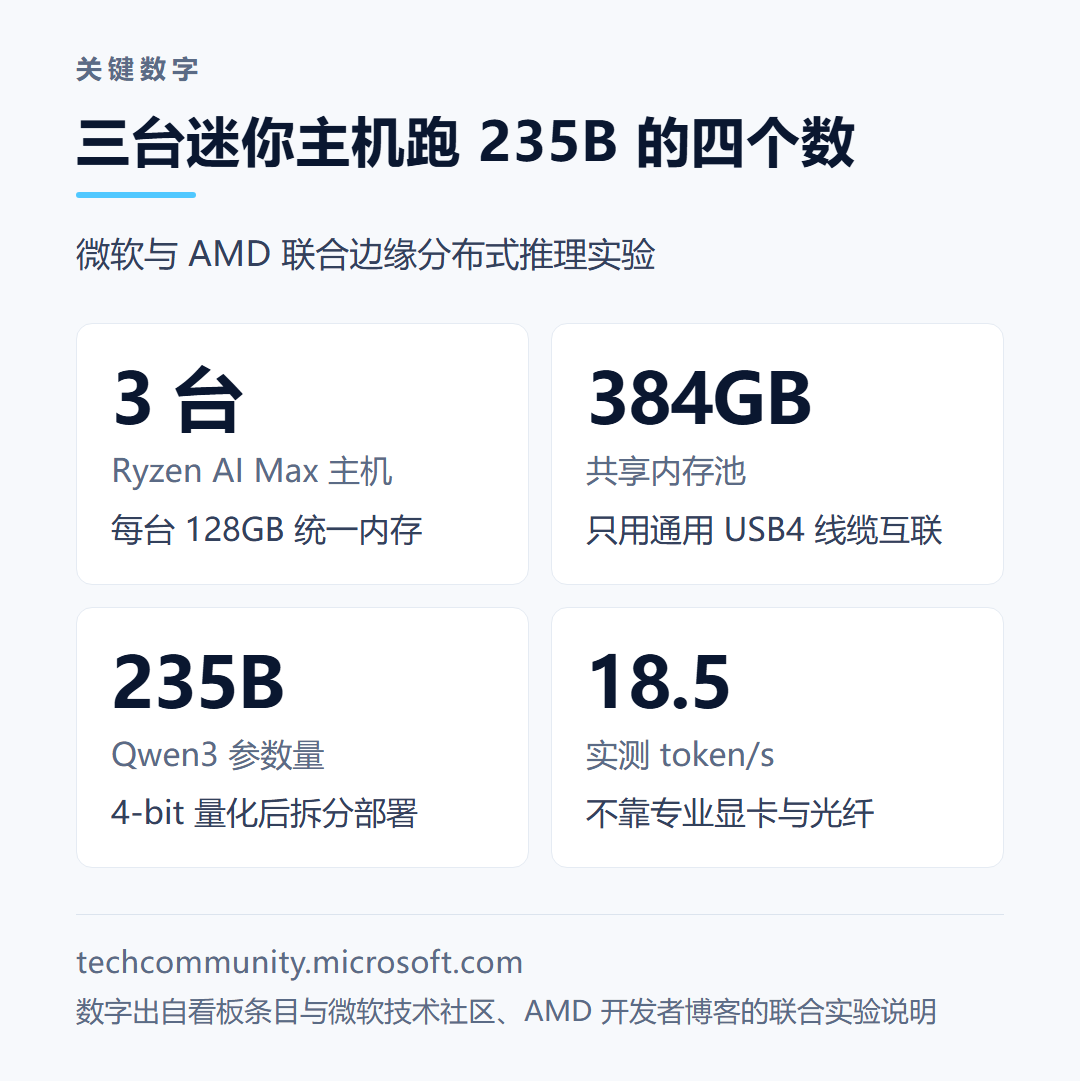 关键数字
三台迷你主机跑 235B 的四个数
微软与 AMD 联合边缘分布式推理实验
3 台
Ryzen AI Max 主机
每台 128GB 统一内存
384GB
共享内存池
只用通用 USB4 线缆互联
235B
Qwen3 参数量
4-bit 量化后拆分部署
18.5
实测 token/s
不靠专业显卡与光纤
techcommunity.microsoft.com
数字出自看板条目与微软技术社区、AMD 开发者博客的联合实验说明